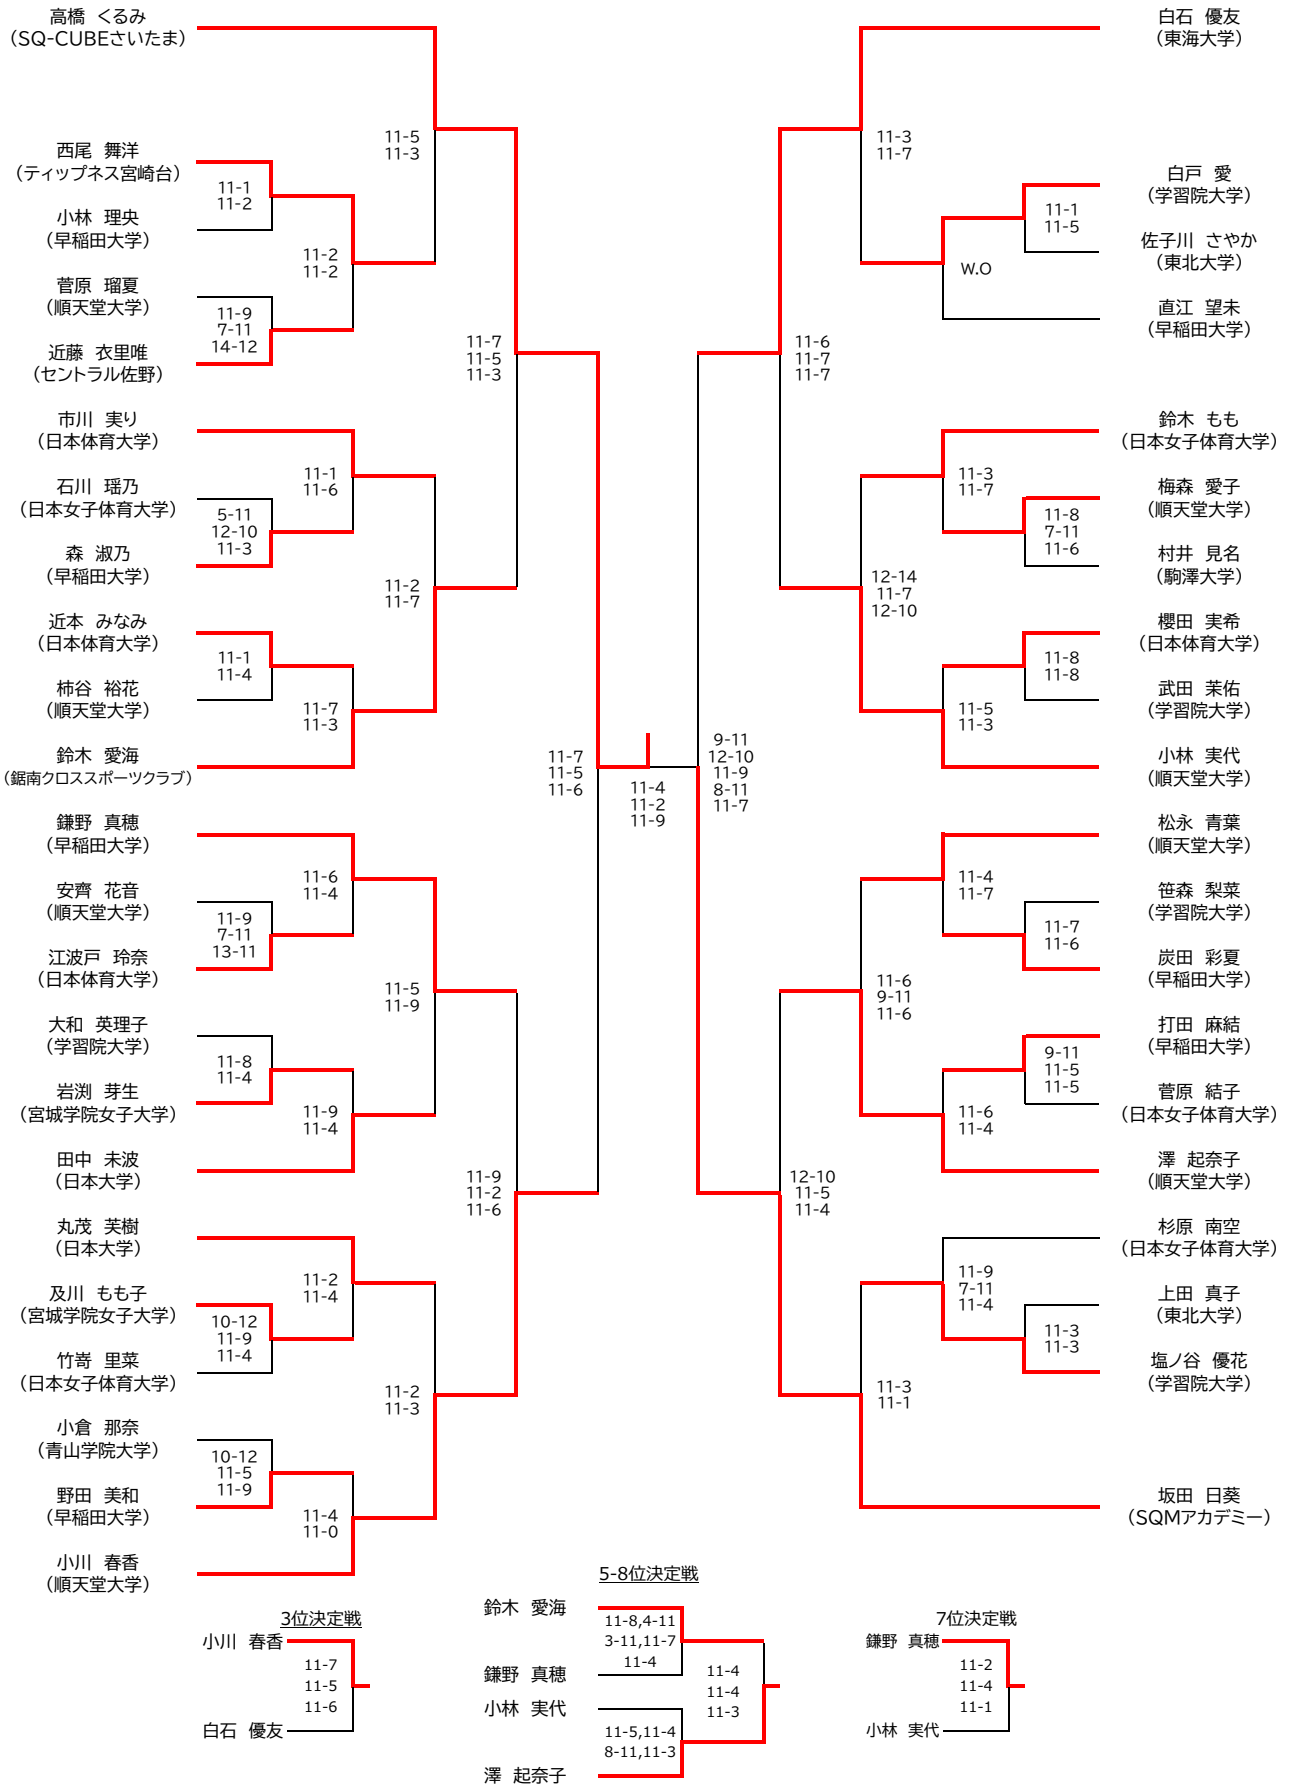 高橋 くるみ
（SQ-CUBEさいたま）
11-5
11-3
西尾 舞洋
（ティップネス宮崎台）
11-1
11-2
小林 理央
（早稲田大学）
11-2
11-2
菅原 瑠夏
（順天堂大学）
11-9
7-11
14-12
近藤 衣里唯
（セントラル佐野）
11-7
11-5
11-3
市川 実り
（日本体育大学）
11-1
11-6
石川 瑶乃
（日本女子体育大学）
5-11
12-10
11-3
森 淑乃
（早稲田大学）
11-2
11-7
近本 みなみ
（日本体育大学）
11-1
11-4
柿谷 裕花
（順天堂大学）
11-7
11-3
鈴木 愛海
（鋸南クロススポーツクラブ）
11-7
11-5
11-6
鎌野 真穂
（早稲田大学）
11-6
11-4
安齊 花音
（順天堂大学）
11-9
7-11
13-11
江波戸 玲奈
（日本体育大学）
11-5
11-9
大和 英理子
（学習院大学）
11-8
11-4
岩渕 芽生
（宮城学院女子大学）
11-9
11-4
田中 未波
（日本大学）
11-9
11-2
11-6
丸茂 芙樹
（日本大学）
11-2
11-4
及川 もも子
（宮城学院女子大学）
10-12
11-9
11-4
竹嵜 里菜
（日本女子体育大学）
11-2
11-3
小倉 那奈
（青山学院大学）
10-12
11-5
11-9
野田 美和
（早稲田大学）
11-4
11-0
小川 春香
（順天堂大学）
11-4
11-2
11-9
白石 優友
（東海大学）
11-3
11-7
白戸 愛
（学習院大学）
11-1
11-5
佐子川 さやか
（東北大学）
W.O
直江 望未
（早稲田大学）
11-6
11-7
11-7
鈴木 もも
（日本女子体育大学）
11-3
11-7
梅森 愛子
（順天堂大学）
11-8
7-11
11-6
村井 見名
（駒澤大学）
12-14
11-7
12-10
櫻田 実希
（日本体育大学）
11-8
11-8
武田 茉佑
（学習院大学）
11-5
11-3
小林 実代
（順天堂大学）
9-11
12-10
11-9
8-11
11-7
松永 青葉
（順天堂大学）
11-4
11-7
笹森 梨菜
（学習院大学）
11-7
11-6
炭田 彩夏
（早稲田大学）
11-6
9-11
11-6
打田 麻結
（早稲田大学）
9-11
11-5
11-5
菅原 結子
（日本女子体育大学）
11-6
11-4
澤 起奈子
（順天堂大学）
12-10
11-5
11-4
杉原 南空
（日本女子体育大学）
11-9
7-11
11-4
上田 真子
（東北大学）
11-3
11-3
塩ノ谷 優花
（学習院大学）
11-3
11-1
坂田 日葵
（SQMアカデミー）
3位決定戦
小川 春香
11-7
11-5
11-6
白石 優友
5-8位決定戦
鈴木 愛海
11-8,4-11
3-11,11-7
11-4
鎌野 真穂
11-4
11-4
11-3
小林 実代
11-5,11-4
8-11,11-3
澤 起奈子
7位決定戦
鎌野 真穂
11-2
11-4
11-1
小林 実代